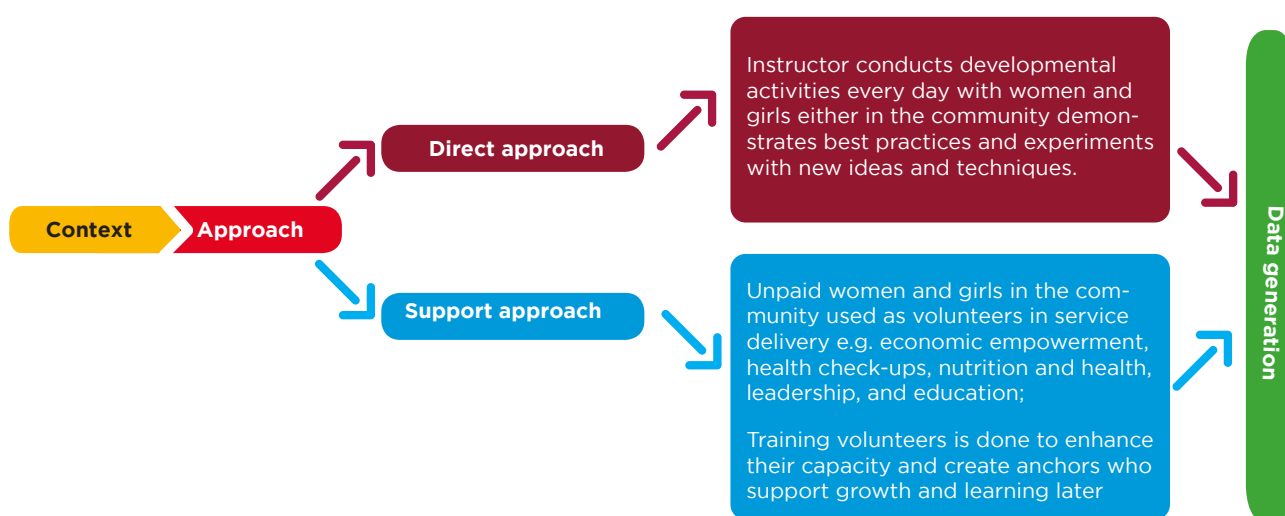 Context
Approach
Direct approach
Instructor conducts developmental
activities every day with women and
girls either in the community demon-
strates best practices and experiments
with new ideas and techniques.
Support approach
Unpaid women and girls in the com-
munity used as volunteers in service
delivery e.g. economic empowerment,
health check-ups, nutrition and health,
leadership, and education;
Training volunteers is done to enhance
their capacity and create anchors who
support growth and learning later
Data generation